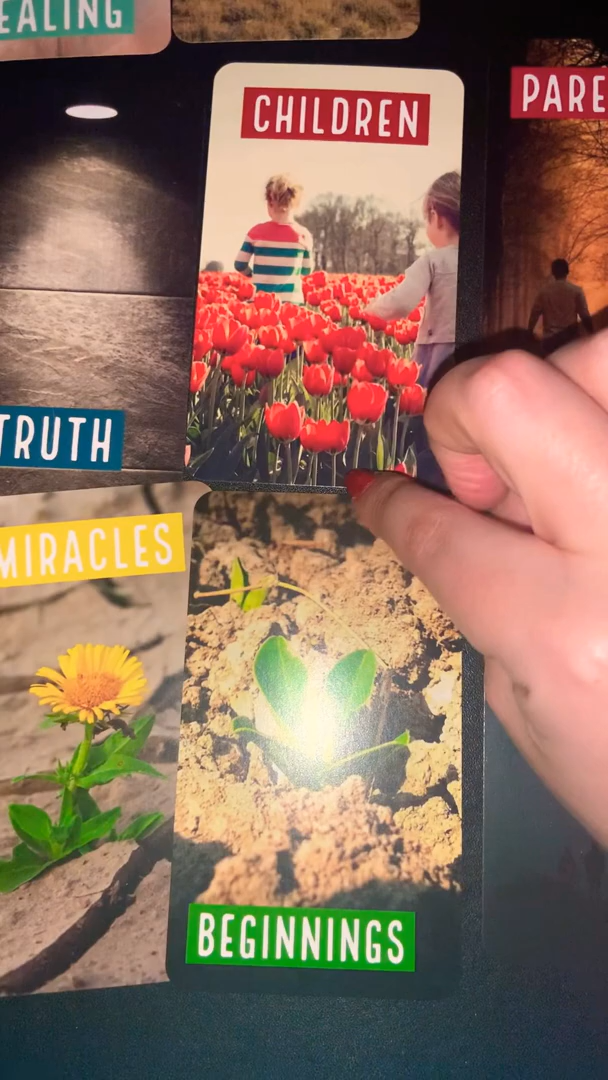 EALING
CHILDREN
PARE
TRUTH
MIRACLES
BEGINNINGS